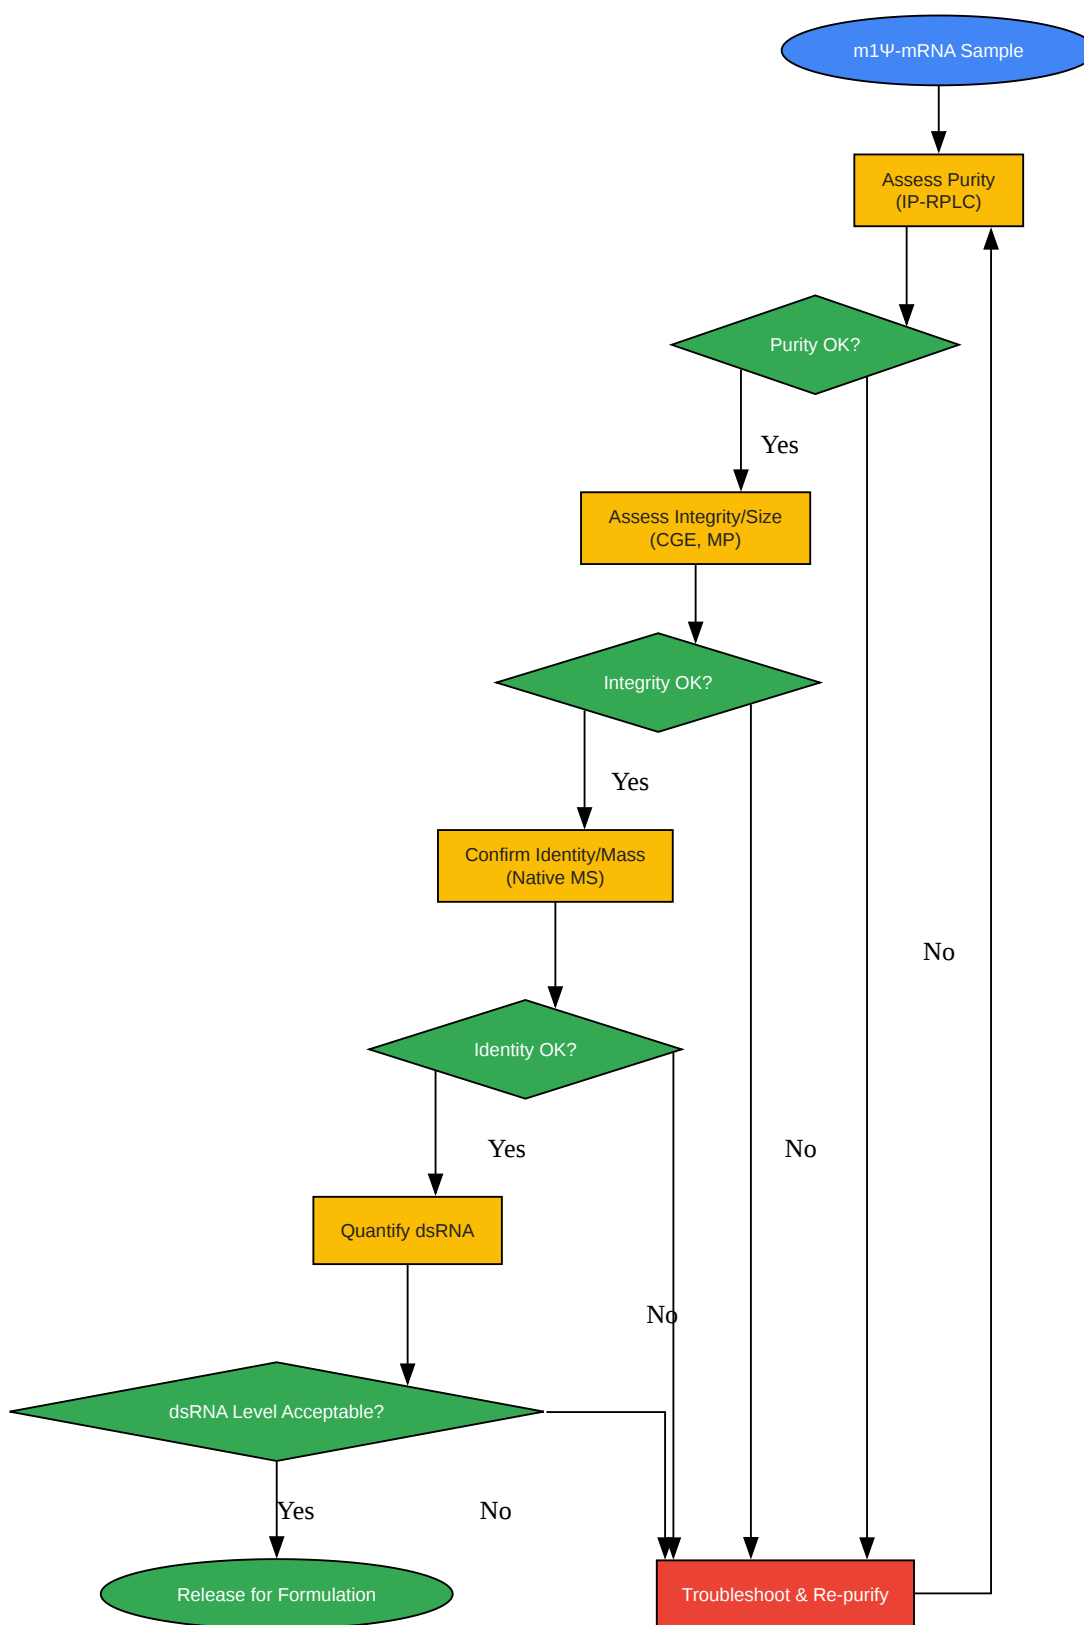 m1Ψ-mRNA Sample
Assess Purity
(IP-RPLC)
Purity OK?
Yes
Assess Integrity/Size
(CGE, MP)
Integrity OK?
Yes
Confirm Identity/Mass
(Native MS)
No
Identity OK?
Yes
No
Quantify dsRNA
No
dsRNA Level Acceptable?
Yes
No
Release for Formulation
Troubleshoot & Re-purify